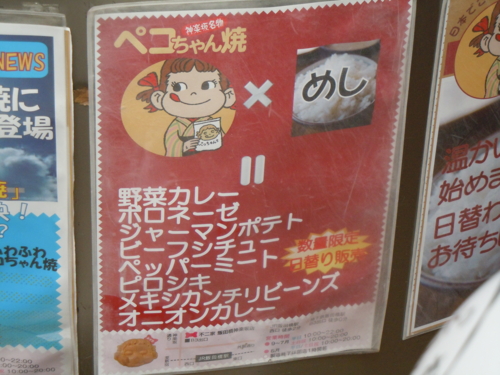 NEWS
焼に
登場
ふわふわ
ちゃん焼
神楽坂名物
ペコちゃん焼
×
めし
=
野菜カレー
ボロネーゼ
ジャーマンポテト
ビーフシチュー
ペッパーミント
ピロシキ
メキシカンチリビーンズ
オニオンカレー
数量限定
日替り販売
不二家
温かい
始めま
日替わ
お待ち